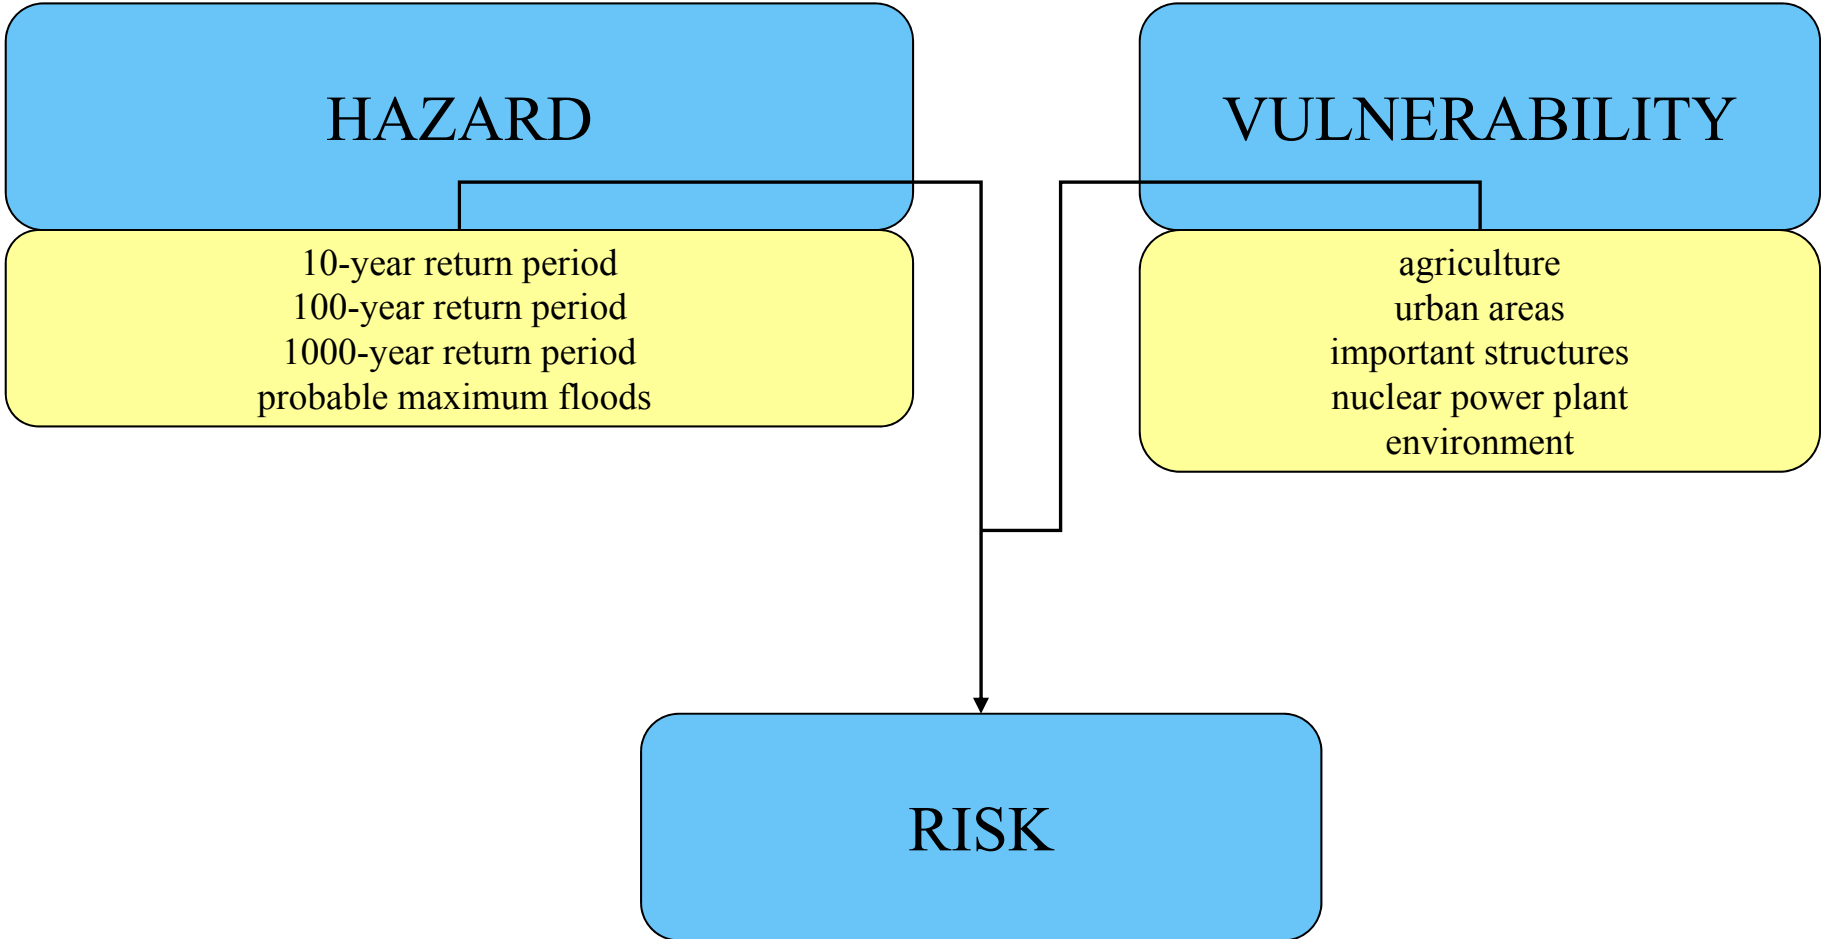 HAZARD
10-year return period
100-year return period
1000-year return period
probable maximum floods
VULNERABILITY
agriculture
urban areas
important structures
nuclear power plant
environment
RISK